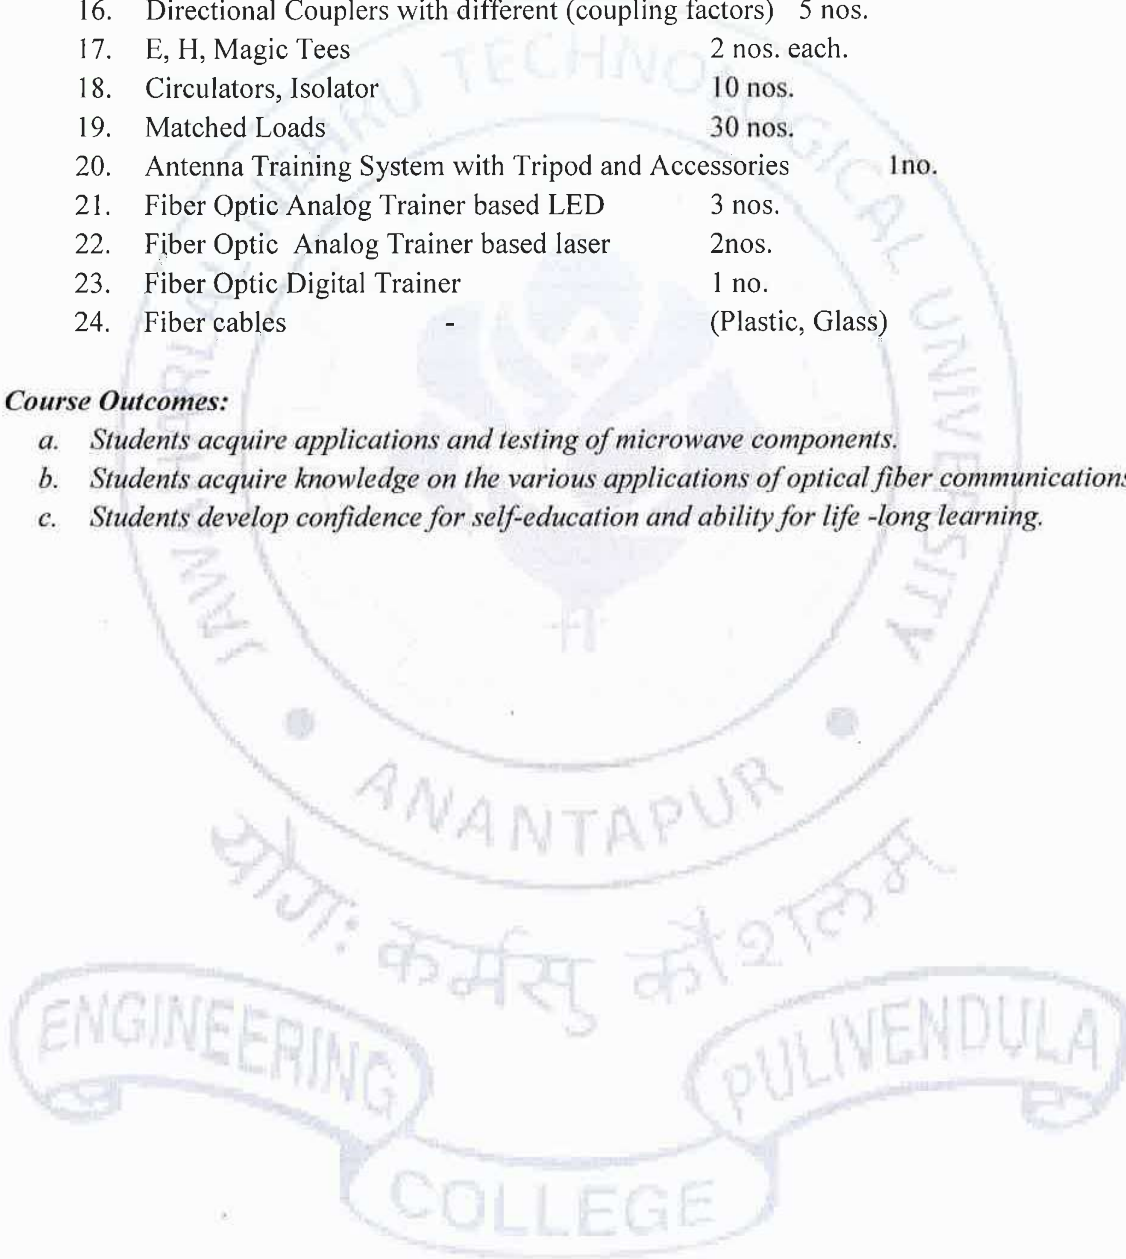 16. Directional Couplers with different (coupling factors) 5 nos.
17. E, H, Magic Tees 2 nos. each.
18. Circulators, Isolator 10 nos.
19. Matched Loads 30 nos.
20. Antenna Training System with Tripod and Accessories 1no.
21. Fiber Optic Analog Trainer based LED 3 nos.
22. Fiber Optic Analog Trainer based laser 2nos.
23. Fiber Optic Digital Trainer 1 no.
24. Fiber cables - (Plastic, Glass)
Course Outcomes:
a. Students acquire applications and testing of microwave components.
b. Students acquire knowledge on the various applications of optical fiber communications
c. Students develop confidence for self-education and ability for life -long learning.
TECHNOLOGICAL UNIVERSITY
ANANTAPUR
योगः कर्मसु कौशलम्
ENGINEERING
COLLEGE
PULIVENDULA